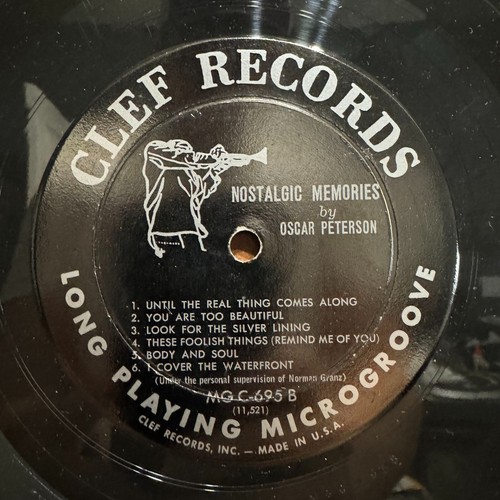 CLEF RECORDS
NOSTALGIC MEMORIES
by
OSCAR PETERSON
1. UNTIL THE REAL THING COMES ALONG
2. YOU ARE TOO BEAUTIFUL
3. LOOK FOR THE SILVER LINING
4. THESE FOOLISH THINGS (REMIND ME OF YOU)
5. BODY AND SOUL
6. I COVER THE WATERFRONT
(Under the personal supervision of Norman Granz)
MG C-695 B
(11,521)
LONG PLAYING MICROGROOVE
CLEF RECORDS, INC. — MADE IN U.S.A.